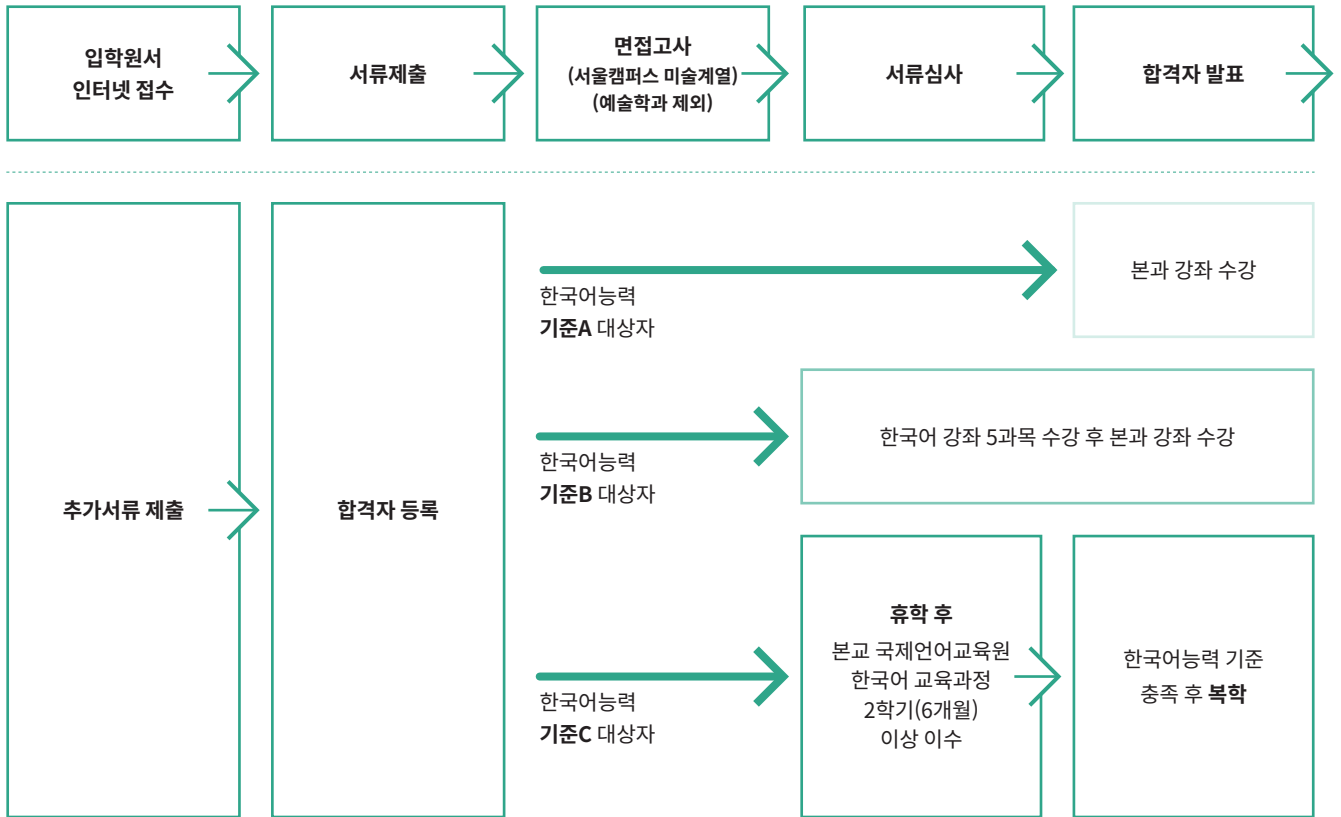 입학원서
인터넷 접수
서류제출
면접고사
(서울캠퍼스 미술계열)
(예술학과 제외)
서류심사
합격자 발표
추가서류 제출
합격자 등록
한국어능력
기준A 대상자
본과 강좌 수강
한국어능력
기준B 대상자
한국어 강좌 5과목 수강 후 본과 강좌 수강
한국어능력
기준C 대상자
휴학 후
본교 국제언어교육원
한국어 교육과정
2학기(6개월)
이상 이수
한국어능력 기준
충족 후 복학